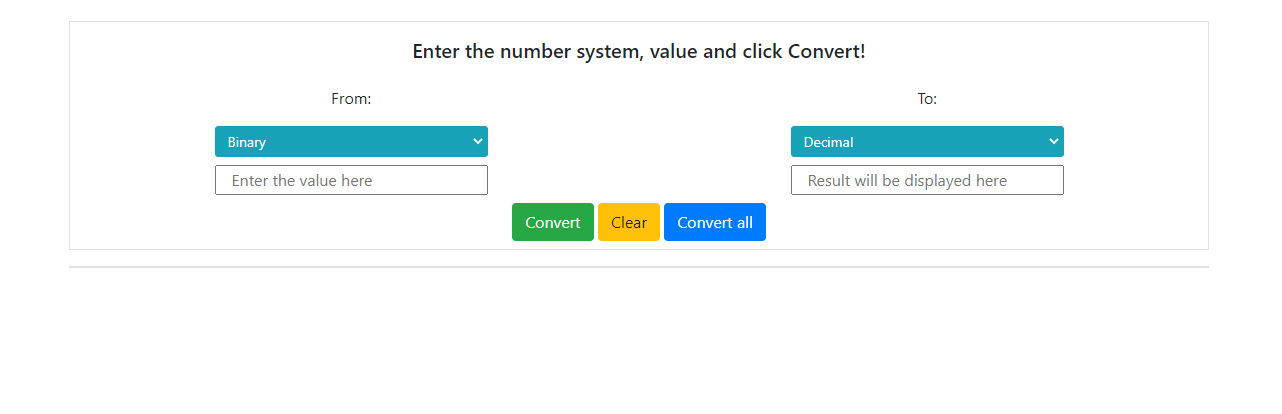 Enter the number system, value and click Convert!
From:
To:
Binary
Decimal
Enter the value here
Result will be displayed here
Convert
Clear
Convert all